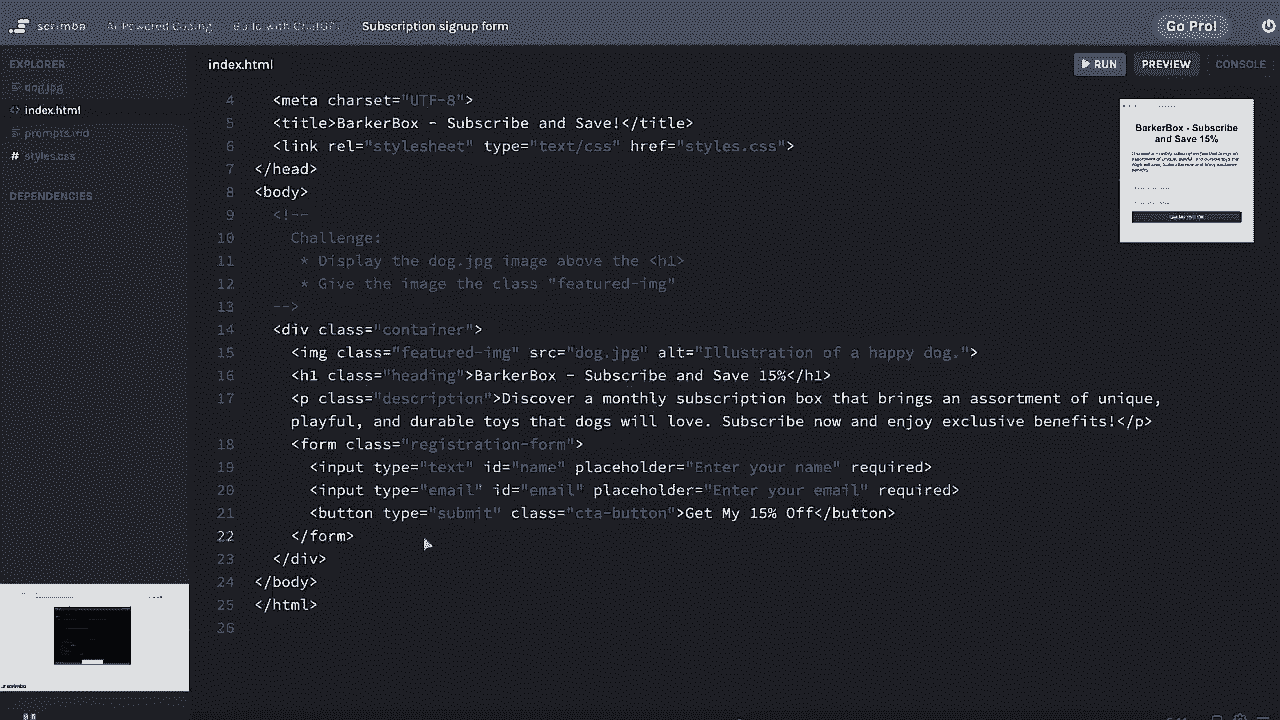 scrimba AI Powered Coding Build with ChatGPT Subscription signup form Go Pro!
EXPLORER
dog.jpg
index.html
prompts.md
# styles.css
DEPENDENCIES
index.html
RUN PREVIEW CONSOLE
4 <meta charset="UTF-8">
5 <title>BarkerBox - Subscribe and Save!</title>
6 <link rel="stylesheet" type="text/css" href="styles.css">
7 </head>
8 <body>
9 <!--
10 Challenge:
11 * Display the dog.jpg image above the <h1>
12 * Give the image the class "featured-img"
13 -->
14 <div class="container">
15 <img class="featured-img" src="dog.jpg" alt="Illustration of a happy dog.">
16 <h1 class="heading">BarkerBox - Subscribe and Save 15%</h1>
17 <p class="description">Discover a monthly subscription box that brings an assortment of unique,
playful, and durable toys that dogs will love. Subscribe now and enjoy exclusive benefits!</p>
18 <form class="registration-form">
19 <input type="text" id="name" placeholder="Enter your name" required>
20 <input type="email" id="email" placeholder="Enter your email" required>
21 <button type="submit" class="cta-button">Get My 15% Off</button>
22 </form>
23 </div>
24 </body>
25 </html>
26
BarkerBox - Subscribe
and Save 15%